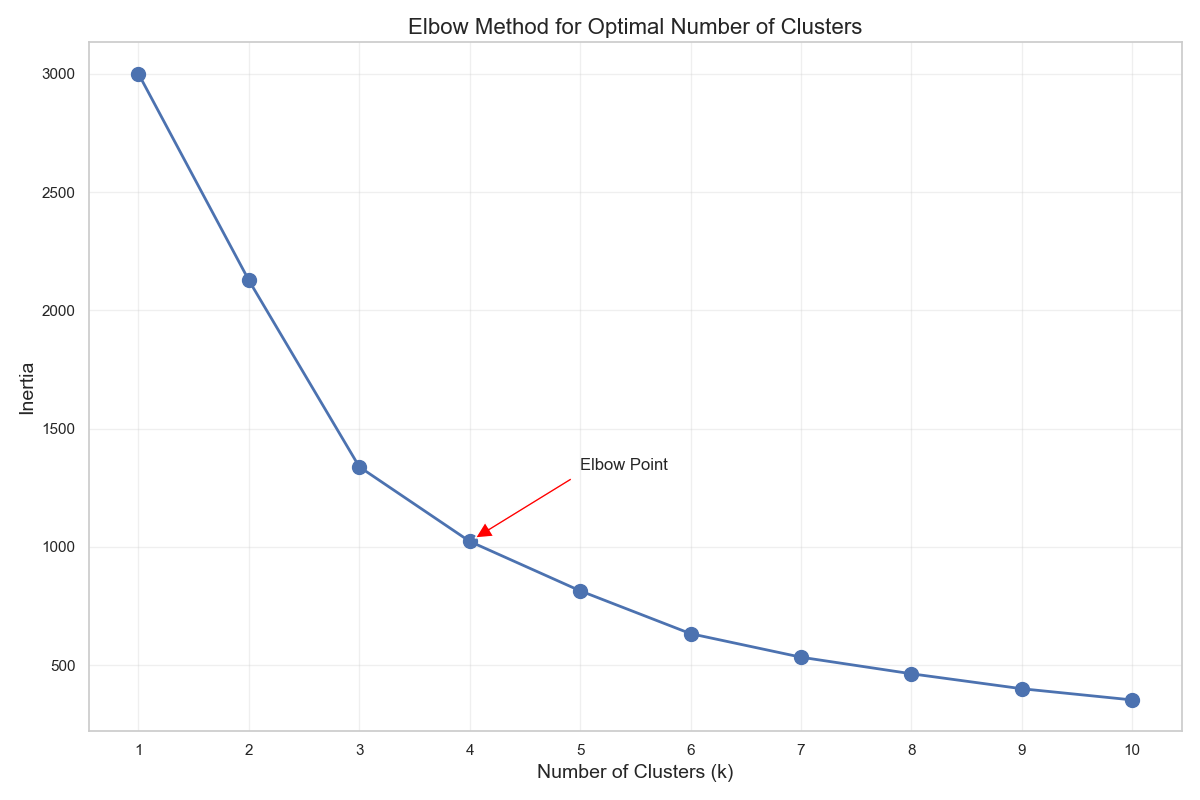 Elbow Method for Optimal Number of Clusters
3000
2500
2000
1500
1000
500
Inertia
Elbow Point
1 2 3 4 5 6 7 8 9 10
Number of Clusters (k)